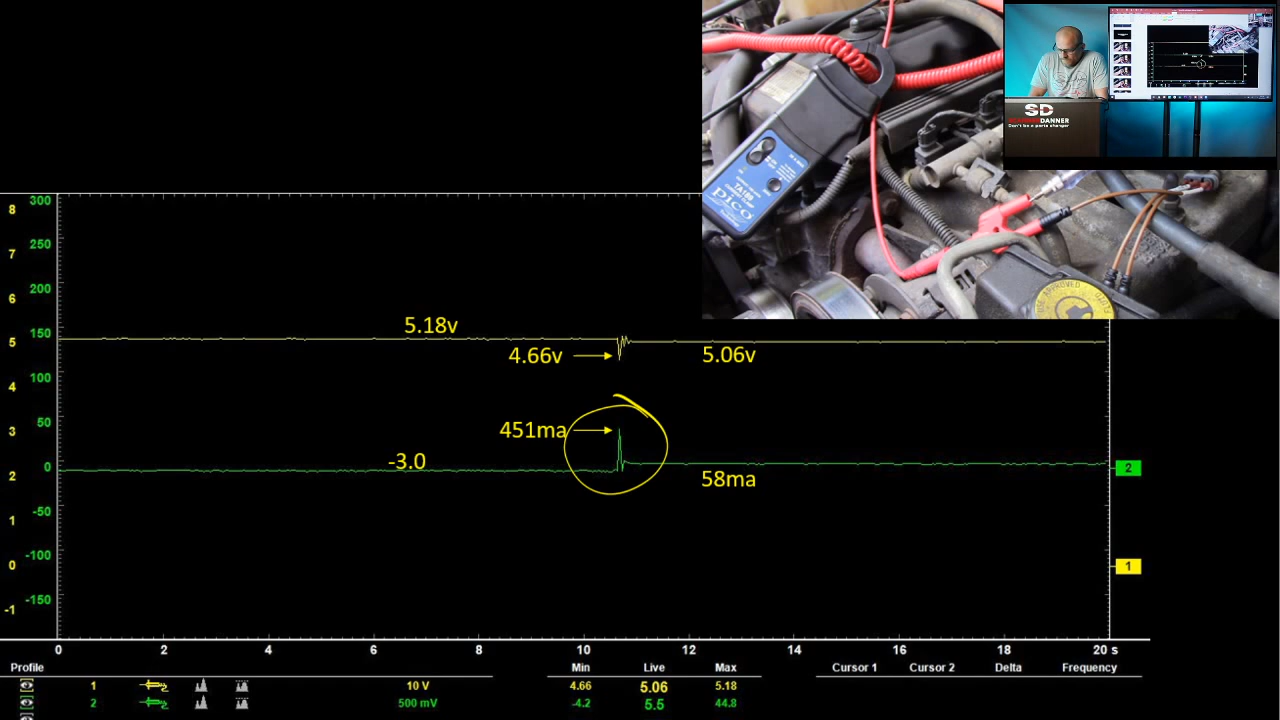 SD
DANNER
Don't be a parts changer
TA189
pico
USE APPROVED
8 300
7 250
6 200
5 150
4 100
3 50
2 0
1 -50
0 -100
-1 -150
5.18v
4.66v
5.06v
451ma
-3.0
58ma
2
1
0 2 4 6 8 10 12 14 16 18 20 s
Profile Min Live Max Cursor 1 Cursor 2 Delta Frequency
1 10 V 4.66 5.06 5.18
2 500 mV -4.2 5.5 44.8